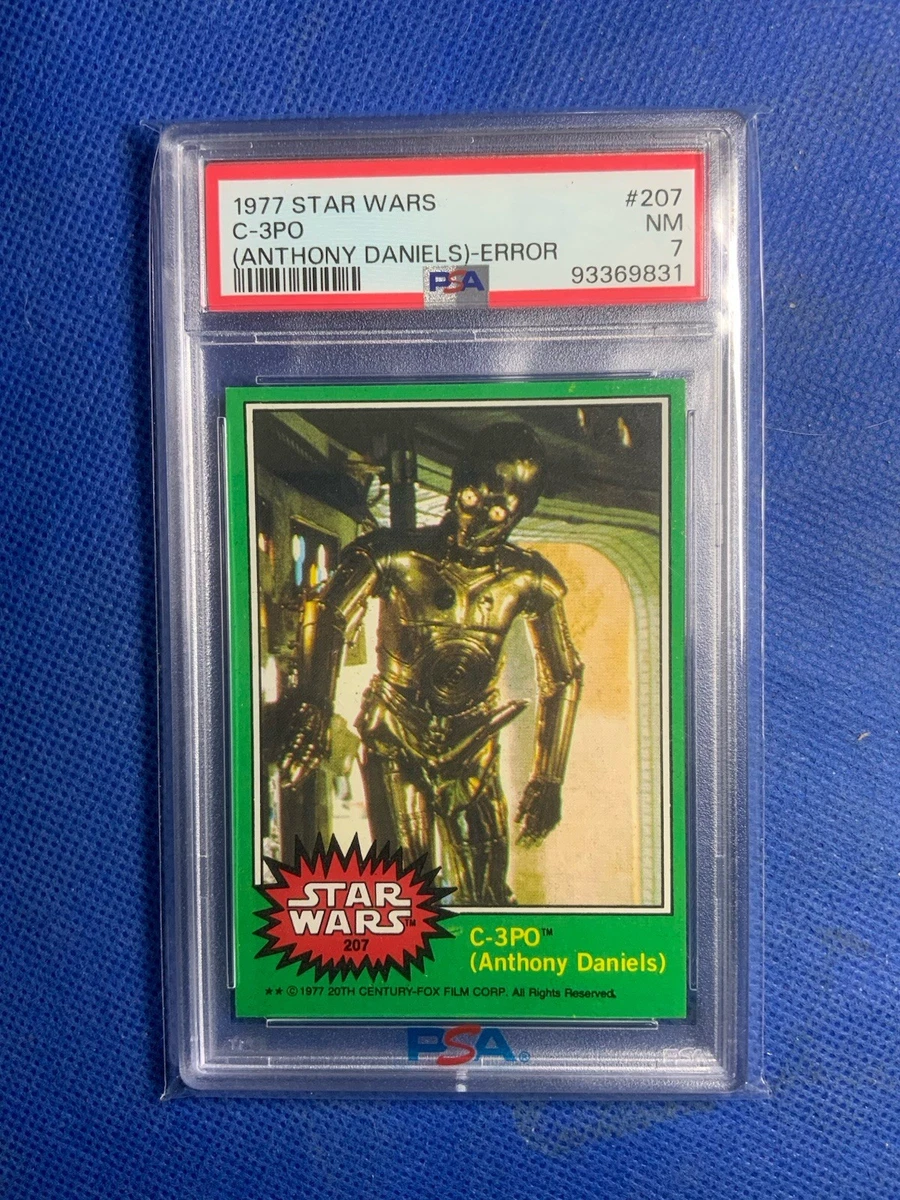 1977 STAR WARS #207
C-3PO NM
(ANTHONY DANIELS)-ERROR 7
93369831
PSA
STAR
WARS™
207
C-3PO™
(Anthony Daniels)
★★ ©1977 20TH CENTURY-FOX FILM CORP. All Rights Reserved.
PSA®